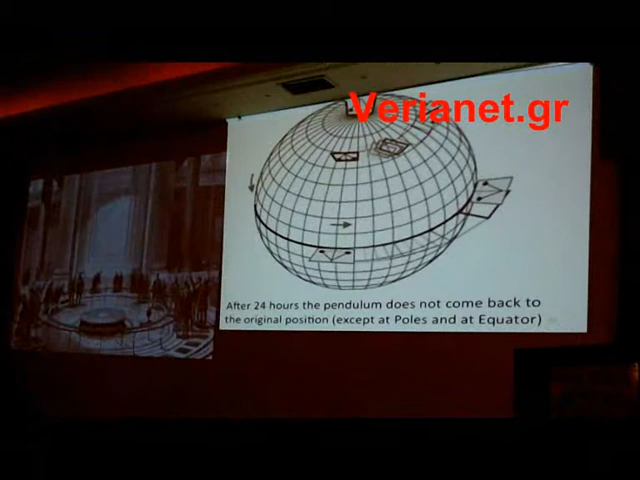 Verianet.gr
After 24 hours the pendulum does not come back to
the original position (except at Poles and at Equator)